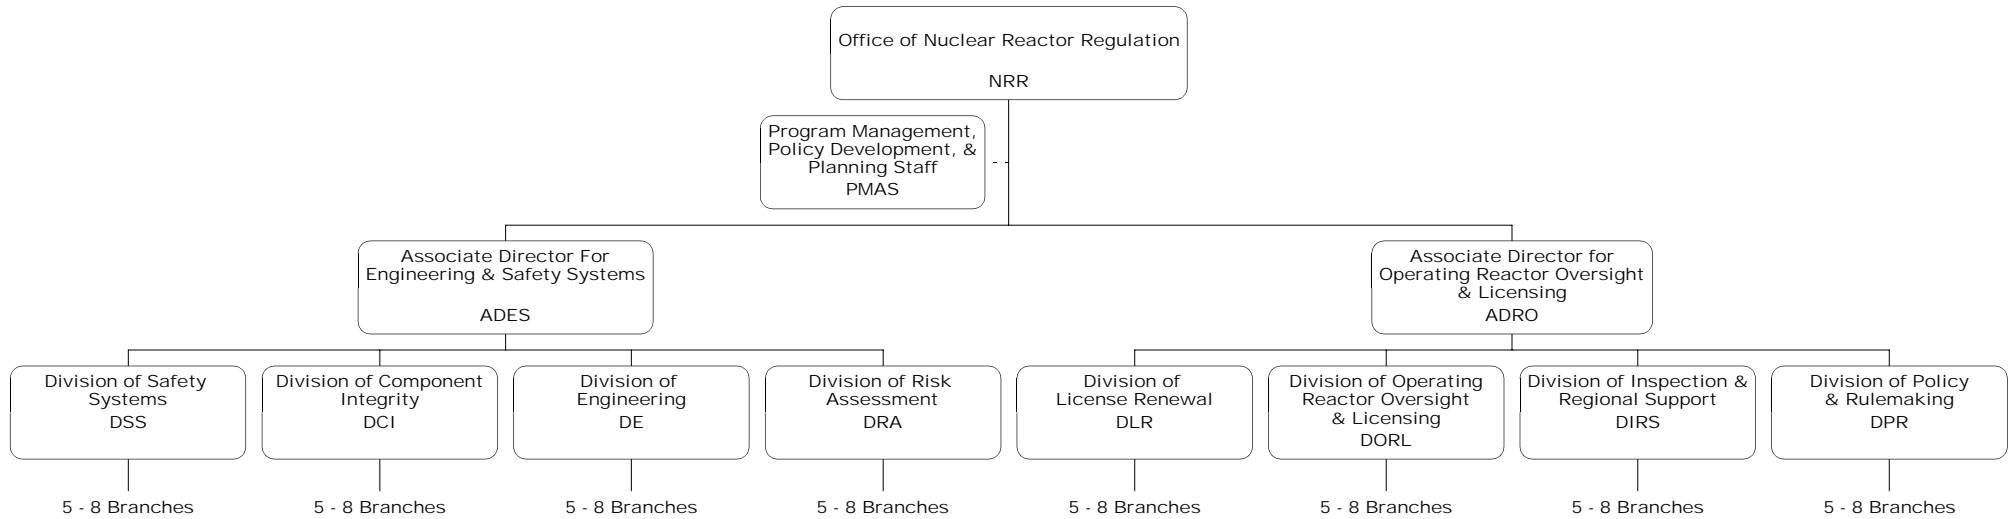 Office of Nuclear Reactor Regulation
NRR
Program Management,
Policy Development, &
Planning Staff
PMAS
Associate Director For
Engineering & Safety Systems
ADES
Associate Director for
Operating Reactor Oversight
& Licensing
ADRO
Division of Safety
Systems
DSS
Division of Component
Integrity
DCI
Division of
Engineering
DE
Division of Risk
Assessment
DRA
Division of
License Renewal
DLR
Division of Operating
Reactor Oversight
& Licensing
DORL
Division of Inspection &
Regional Support
DIRS
Division of Policy
& Rulemaking
DPR
5 - 8 Branches
5 - 8 Branches
5 - 8 Branches
5 - 8 Branches
5 - 8 Branches
5 - 8 Branches
5 - 8 Branches
5 - 8 Branches